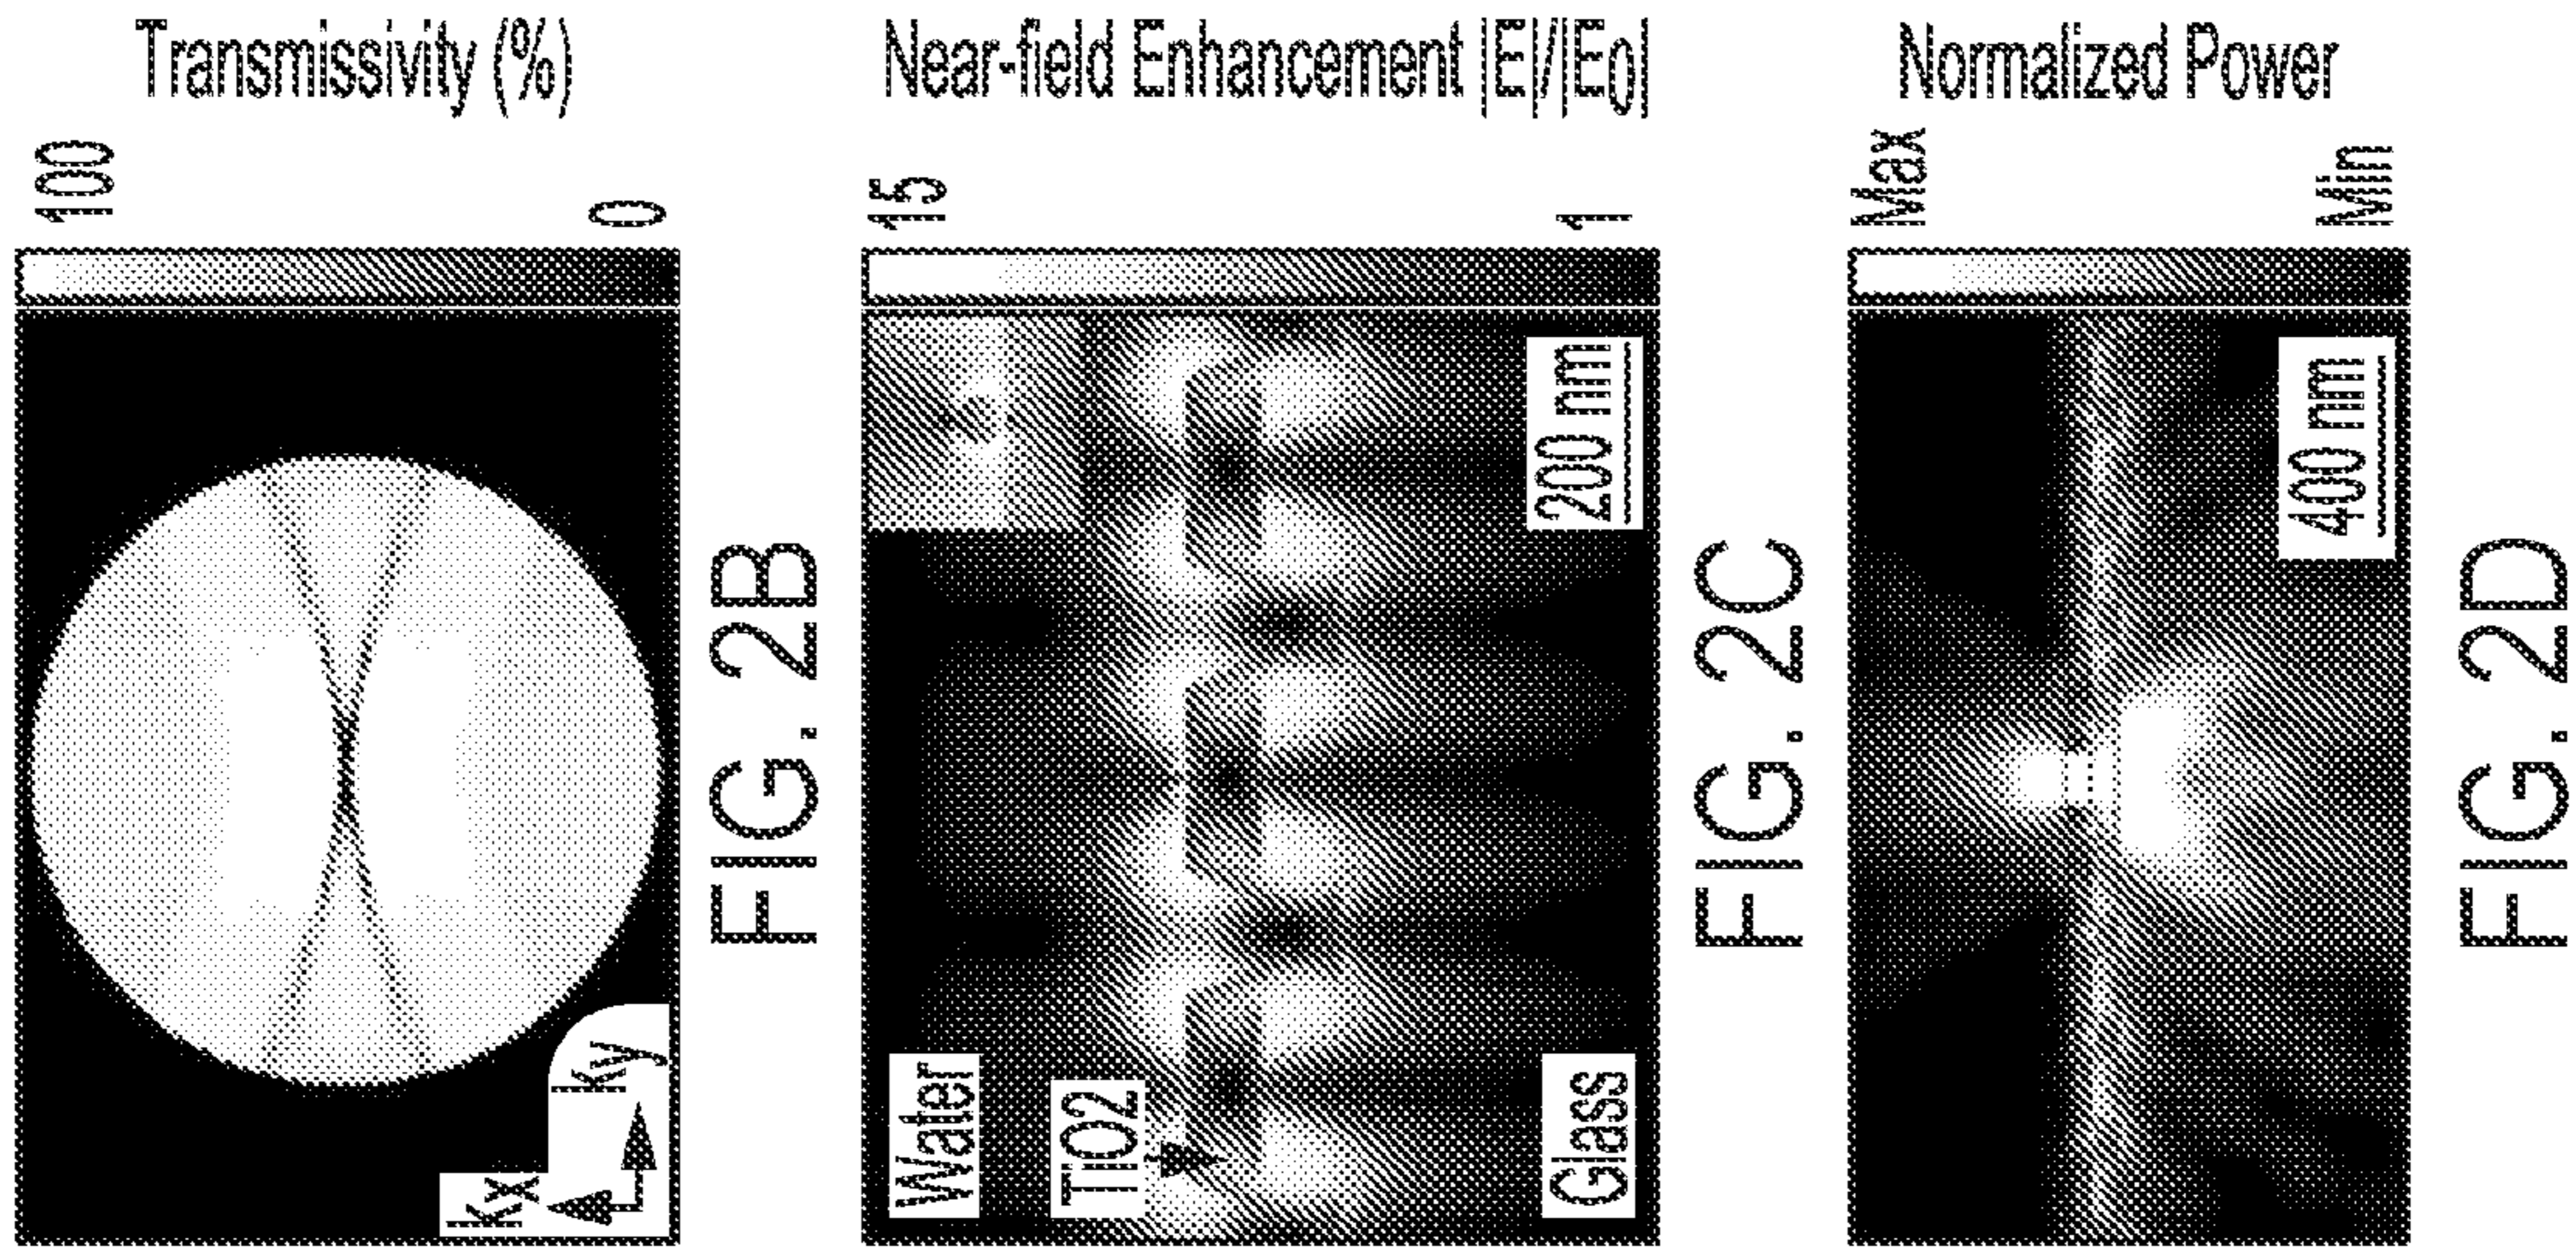 Transmissivity (%)
100
0
kx
ky
FIG. 2B
Near-field Enhancement |E|/|E0|
15
1
Water
TiO2
Glass
200 nm
FIG. 2C
Normalized Power
Max
Min
400 nm
FIG. 2D